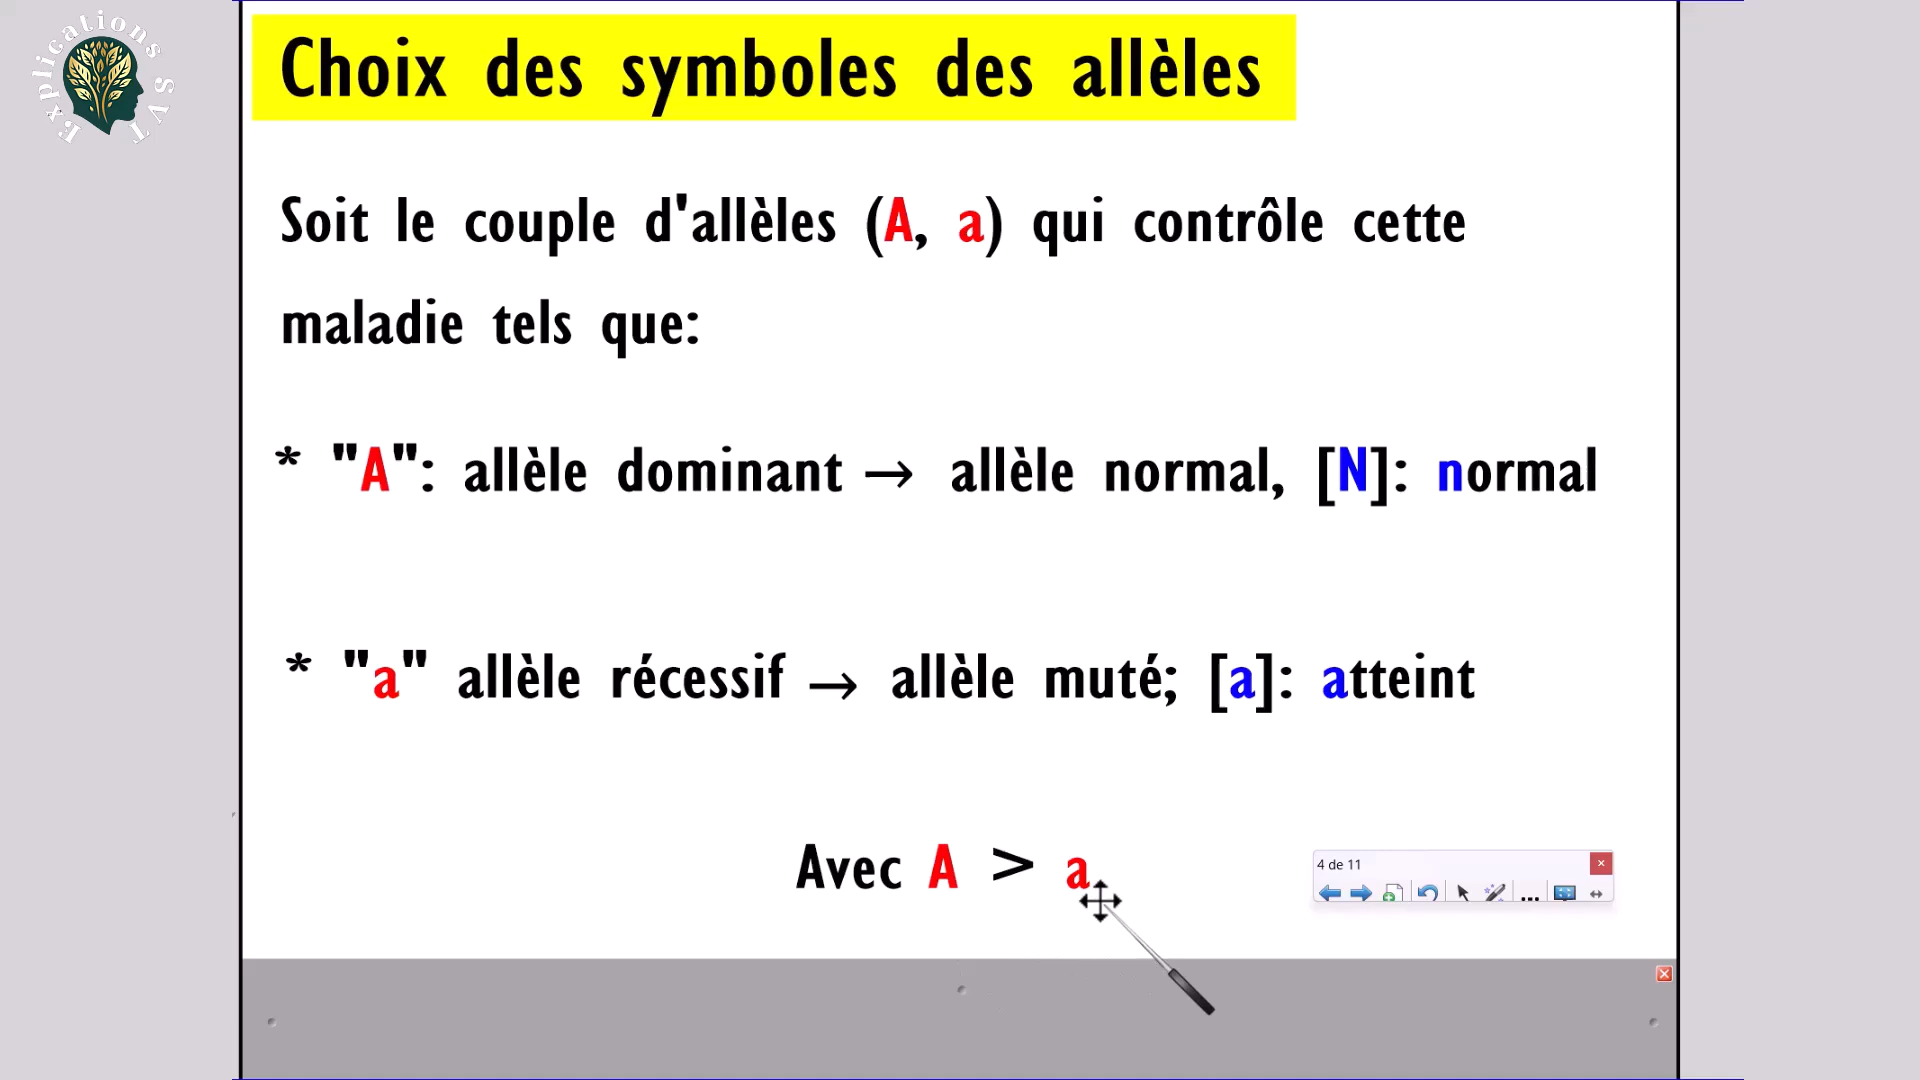 Explications SVT
Choix des symboles des allèles
Soit le couple d'allèles (A, a) qui contrôle cette
maladie tels que:
* "A": allèle dominant → allèle normal, [N]: normal
* "a" allèle récessif → allèle muté; [a]: atteint
Avec A > a
4 de 11